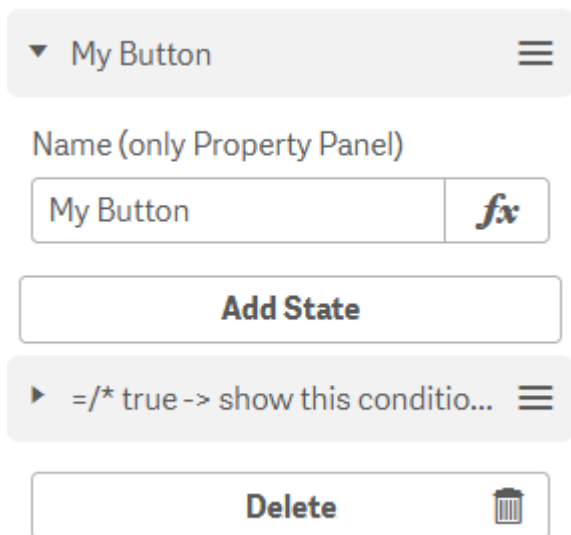 My Button
Name (only Property Panel)
My Button fx
Add State
=/* true -> show this conditio...
Delete